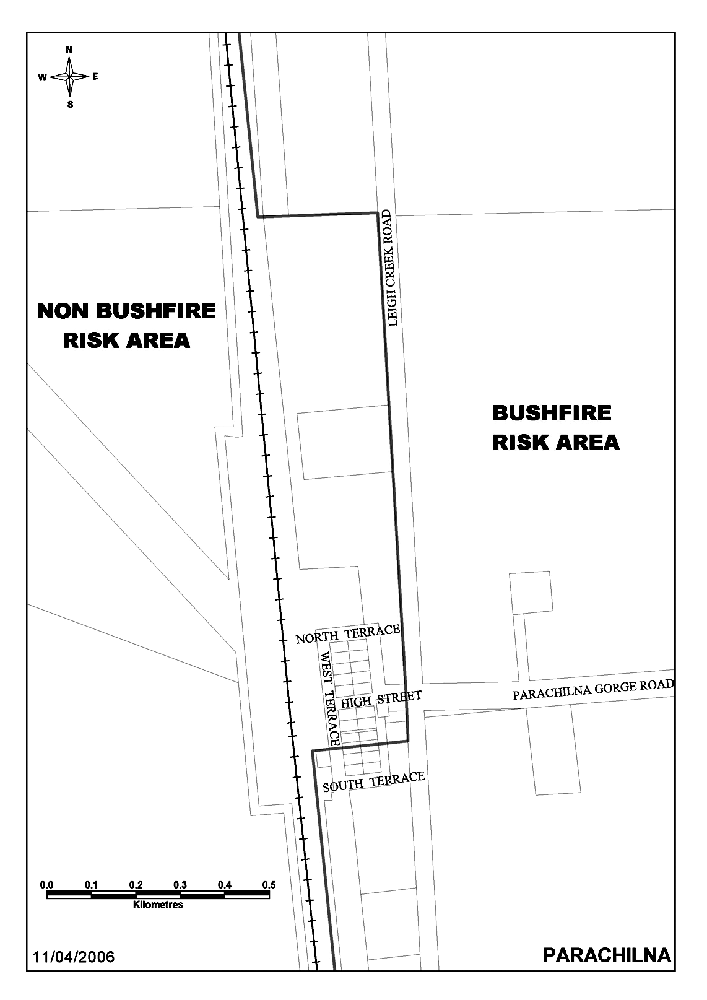 N
W E
S
LEIGH CREEK ROAD
NON BUSHFIRE
RISK AREA
BUSHFIRE
RISK AREA
NORTH TERRACE
WEST TERRACE
HIGH STREET
PARACHILNA GORGE ROAD
SOUTH TERRACE
0.0 0.1 0.2 0.3 0.4 0.5
Kilometres
11/04/2006
PARACHILNA